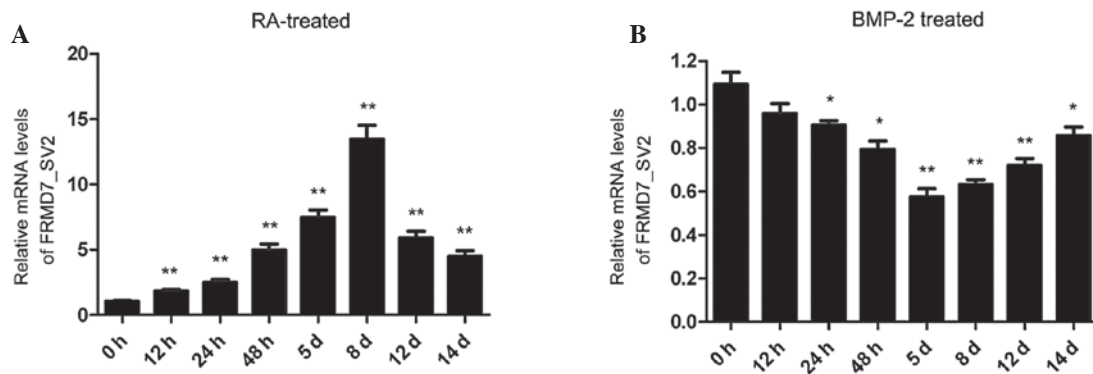 A
RA-treated
Relative mRNA levels
of FRMD7_SV2
20
15
10
5
0
**
**
**
**
**
**
**
0 h
12 h
24 h
48 h
5 d
8 d
12 d
14 d
B
BMP-2 treated
Relative mRNA levels
of FRMD7_SV2
1.2
1.0
0.8
0.6
0.4
0.2
0.0
*
*
**
**
**
*
0 h
12 h
24 h
48 h
5 d
8 d
12 d
14 d